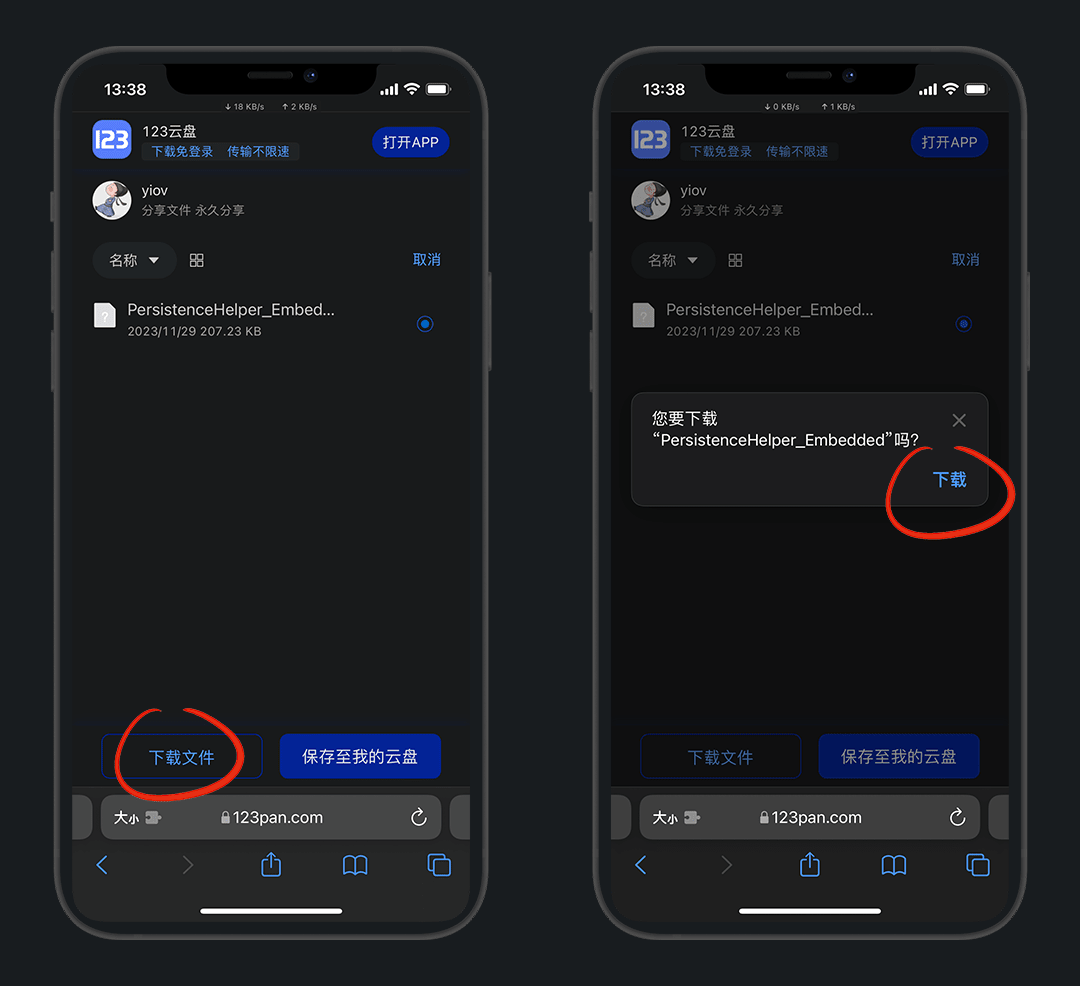 13:38
↓ 18 KB/s ↑ 2 KB/s
123
123云盘
下载免登录 传输不限速
打开APP
yiov
分享文件 永久分享
名称
取消
?
PersistenceHelper_Embed...
2023/11/29 207.23 KB
下载文件
保存至我的云盘
大小
123pan.com
13:38
↓ 0 KB/s ↑ 1 KB/s
123
123云盘
下载免登录 传输不限速
打开APP
yiov
分享文件 永久分享
名称
取消
?
PersistenceHelper_Embed...
2023/11/29 207.23 KB
您要下载
“PersistenceHelper_Embedded”吗?
下载
下载文件
保存至我的云盘
大小
123pan.com